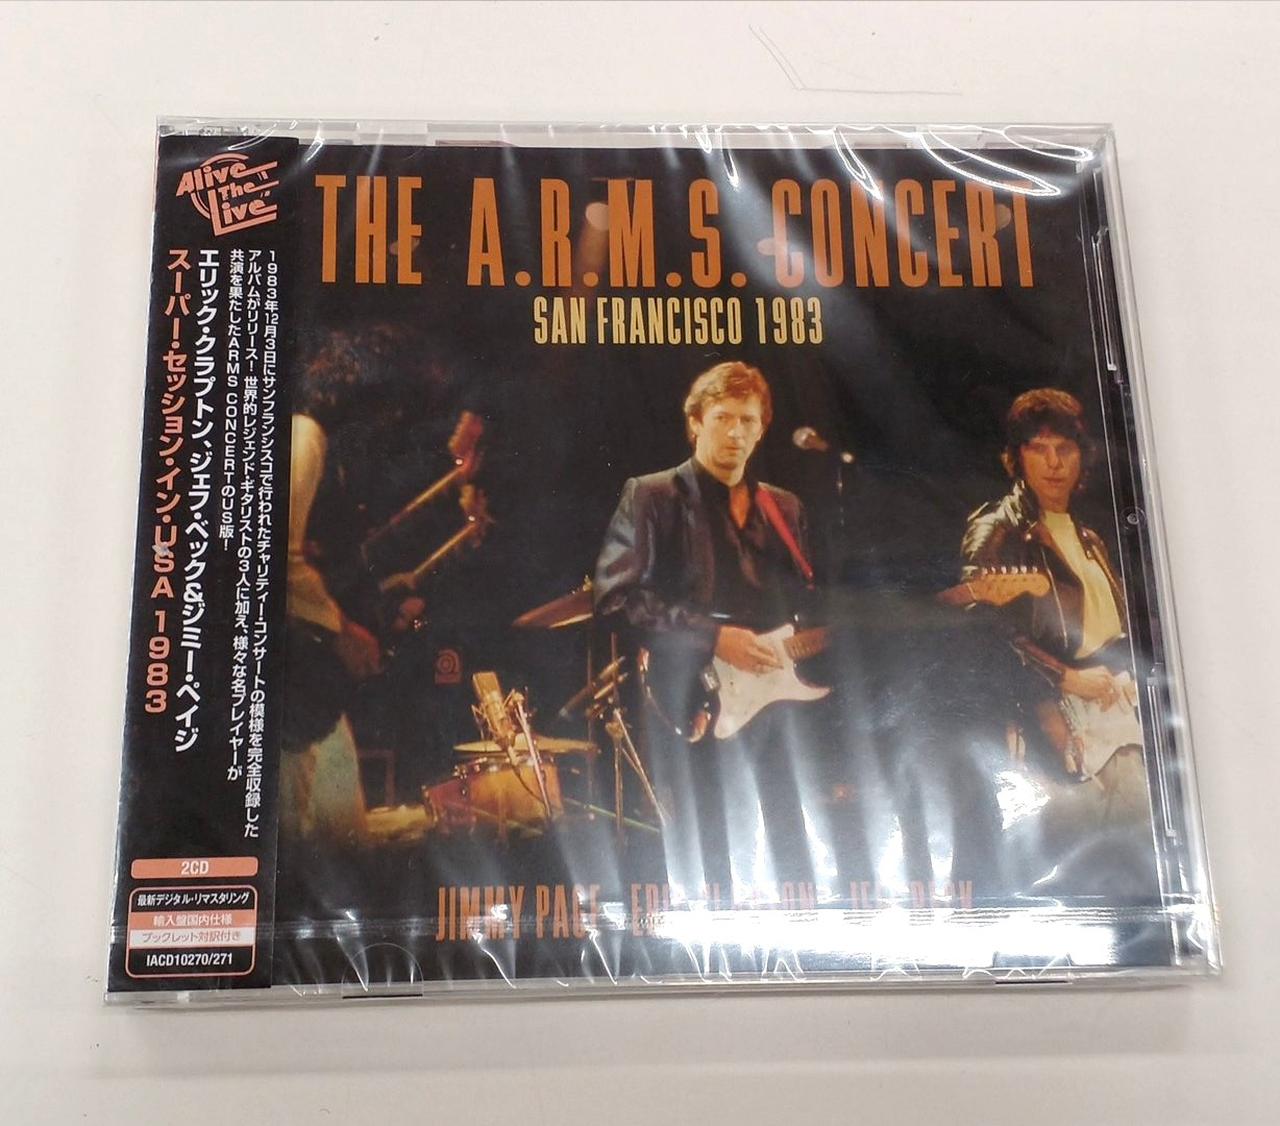 Alive
The
Live
THE A.R.M.S. CONCERT
SAN FRANCISCO 1983
1983年12月3日にサンフランシスコで行われたチャリティー・コンサートの模様を完全収録した
アルバムがリリース！世界的レジェンド・ギタリストの3人に加え、様々な名プレイヤーが
共演を果たしたARMS CONCERTのUS版！
エリック・クラプトン、ジェフ・ベック&ジミー・ペイジ
スーパー・セッション・イン・USA 1983
2CD
最新デジタル・リマスタリング
輸入盤国内仕様
ブックレット対訳付き
IACD10270/271
JIMMY PAGE ERIC CLAPTON JEFF BECK